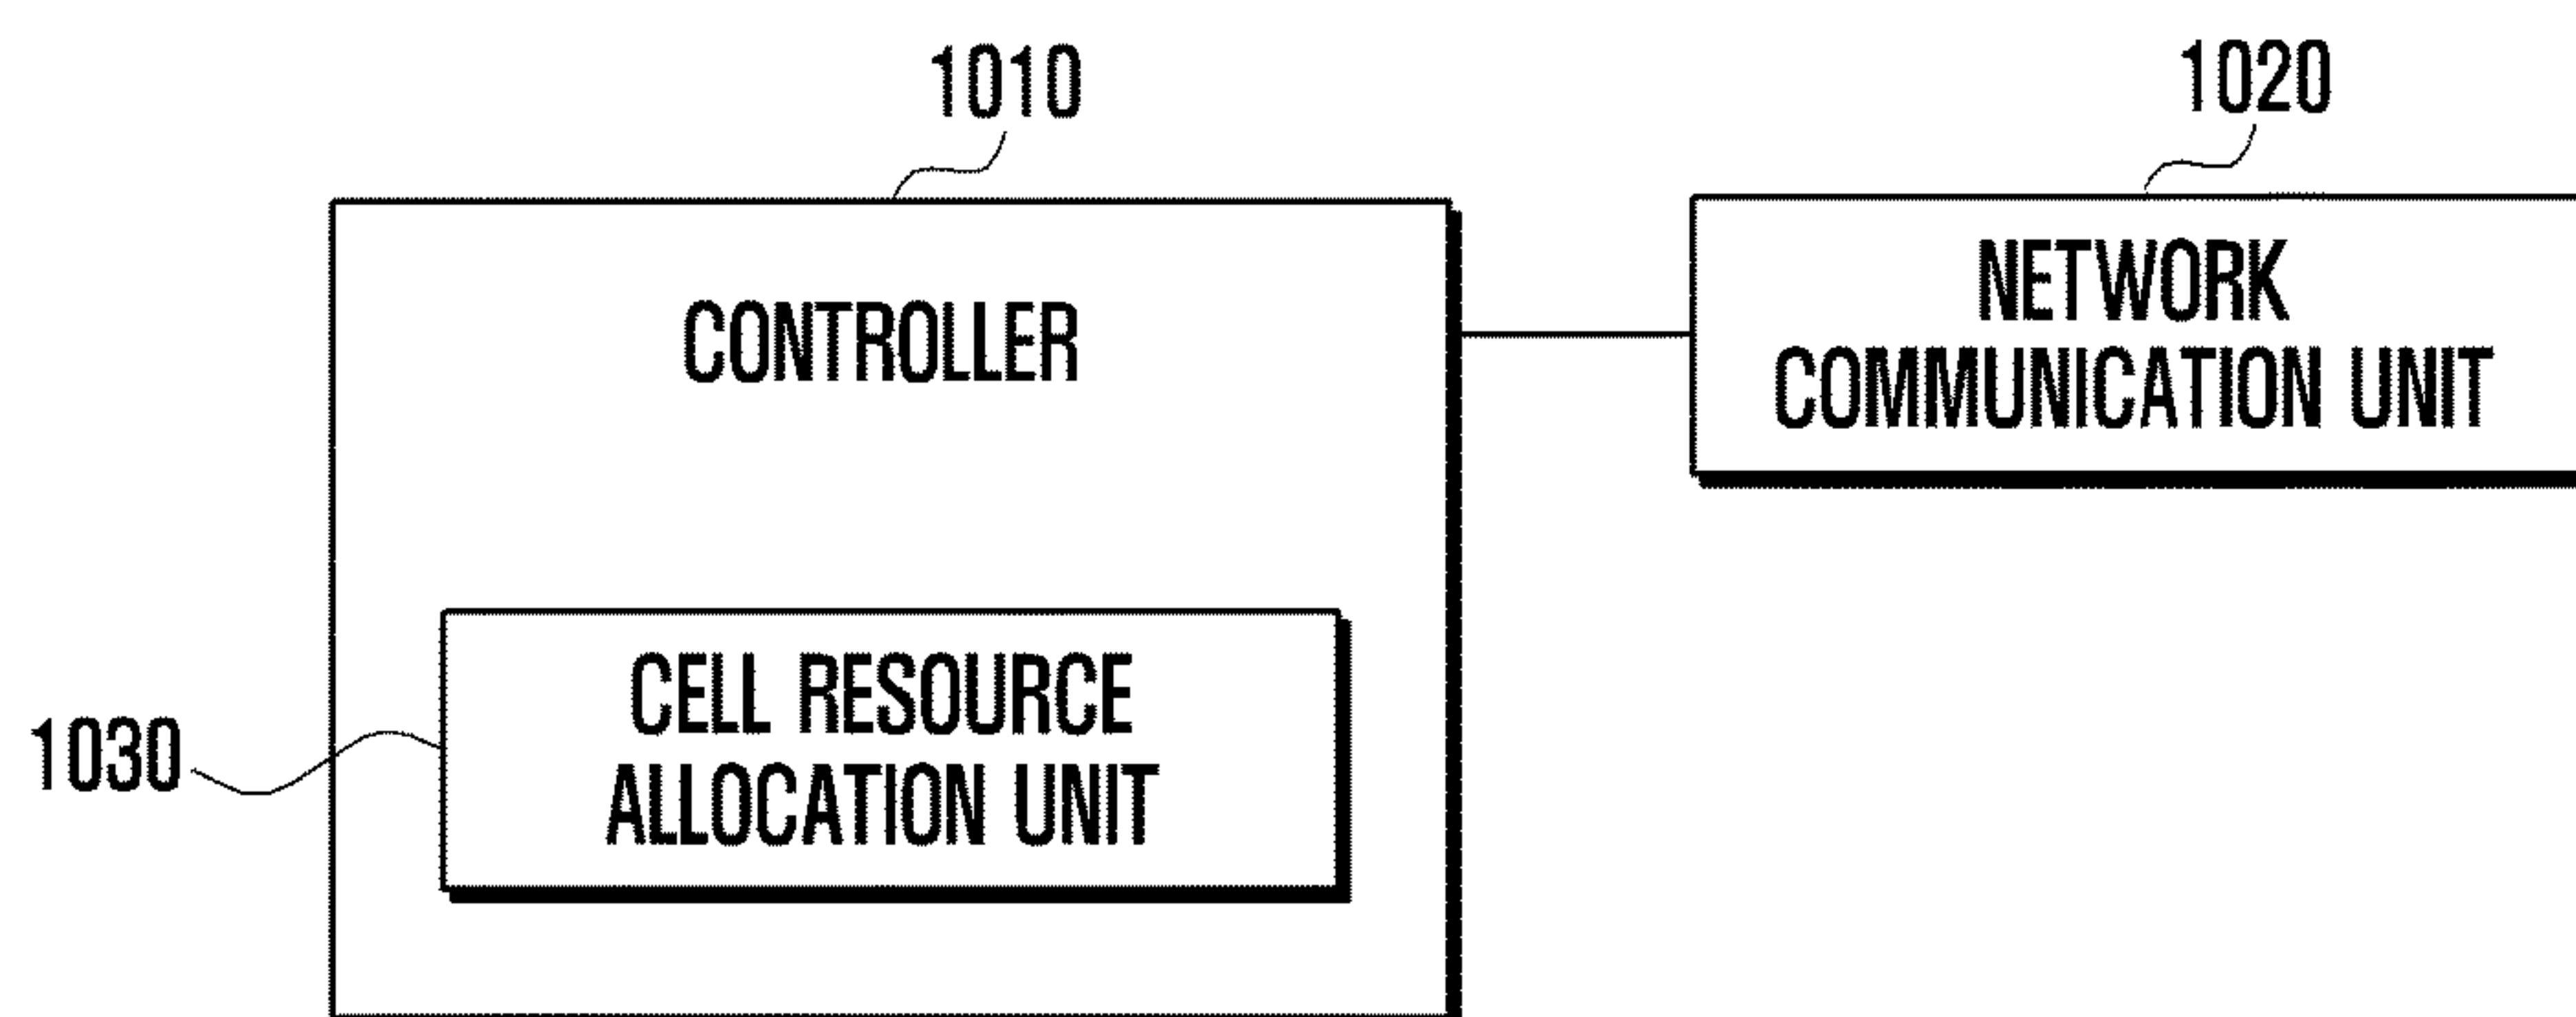 1010
1020
CONTROLLER
NETWORK
COMMUNICATION UNIT
1030
CELL RESOURCE
ALLOCATION UNIT